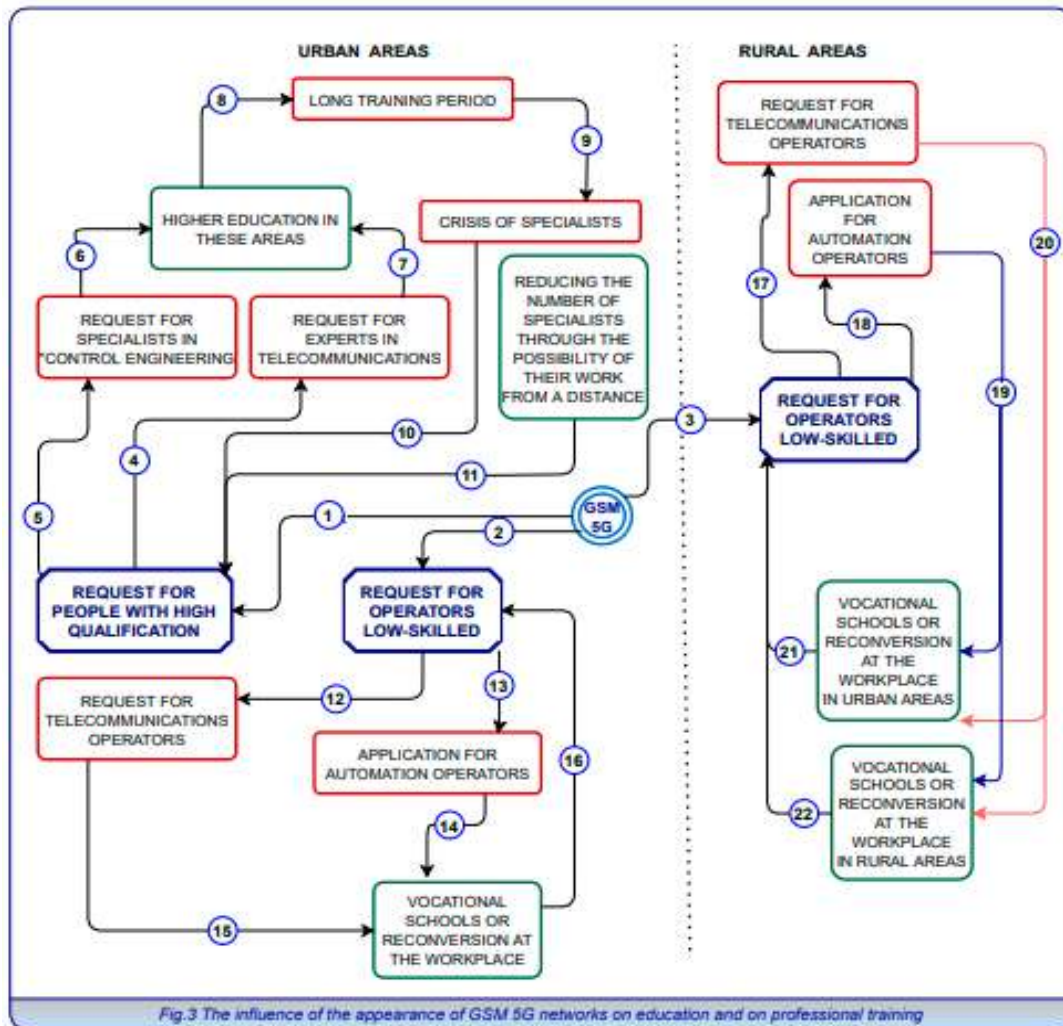 URBAN AREAS
RURAL AREAS
8
LONG TRAINING PERIOD
9
HIGHER EDUCATION IN
THESE AREAS
CRISIS OF SPECIALISTS
6
7
REQUEST FOR
SPECIALISTS IN
"CONTROL ENGINEERING
REQUEST FOR
EXPERTS IN
TELECOMMUNICATIONS
REDUCING THE
NUMBER OF
SPECIALISTS
THROUGH THE
POSSIBILITY OF
THEIR WORK
FROM A DISTANCE
10
4
11
5
1
2
GSM
5G
3
REQUEST FOR
PEOPLE WITH HIGH
QUALIFICATION
REQUEST FOR
OPERATORS
LOW-SKILLED
12
13
REQUEST FOR
TELECOMMUNICATIONS
OPERATORS
APPLICATION FOR
AUTOMATION OPERATORS
16
14
15
VOCATIONAL
SCHOOLS OR
RECONVERSION AT
THE WORKPLACE
REQUEST FOR
TELECOMMUNICATIONS
OPERATORS
APPLICATION
FOR
AUTOMATION
OPERATORS
20
17
18
19
REQUEST FOR
OPERATORS
LOW-SKILLED
21
VOCATIONAL
SCHOOLS OR
RECONVERSION
AT THE
WORKPLACE
IN URBAN AREAS
22
VOCATIONAL
SCHOOLS OR
RECONVERSION
AT THE
WORKPLACE
IN RURAL AREAS
Fig.3 The influence of the appearance of GSM 5G networks on education and on professional training